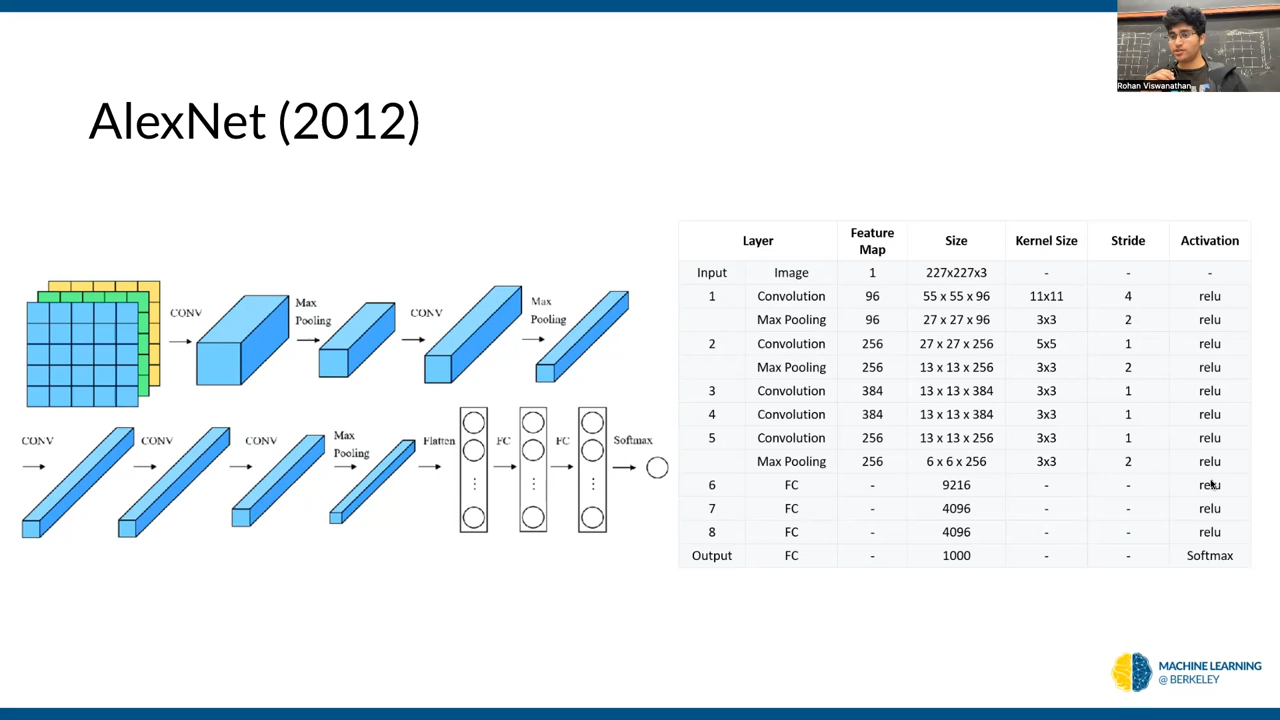 Rohan Viswanathan
AlexNet (2012)
CONV
Max
Pooling
CONV
Max
Pooling
CONV
CONV
CONV
Max
Pooling
Flatten
FC
FC
Softmax
⋮
⋮
⋮
Layer Feature Map Size Kernel Size Stride Activation
Input Image 1 227x227x3 - - -
1 Convolution 96 55 x 55 x 96 11x11 4 relu
Max Pooling 96 27 x 27 x 96 3x3 2 relu
2 Convolution 256 27 x 27 x 256 5x5 1 relu
Max Pooling 256 13 x 13 x 256 3x3 2 relu
3 Convolution 384 13 x 13 x 384 3x3 1 relu
4 Convolution 384 13 x 13 x 384 3x3 1 relu
5 Convolution 256 13 x 13 x 256 3x3 1 relu
Max Pooling 256 6 x 6 x 256 3x3 2 relu
6 FC - 9216 - - relu
7 FC - 4096 - - relu
8 FC - 4096 - - relu
Output FC - 1000 - - Softmax
MACHINE LEARNING
@ BERKELEY